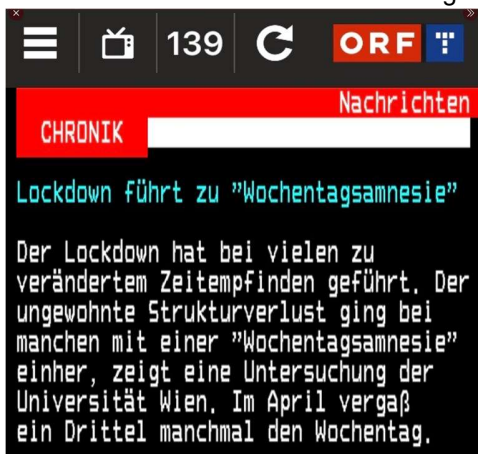 139 ORF T
Nachrichten
CHRONIK
Lockdown führt zu ”Wochentagsamnesie”
Der Lockdown hat bei vielen zu
verändertem Zeitempfinden geführt. Der
ungewohnte Strukturverlust ging bei
manchen mit einer ”Wochentagsamnesie”
einher, zeigt eine Untersuchung der
Universität Wien. Im April vergaß
ein Drittel manchmal den Wochentag.